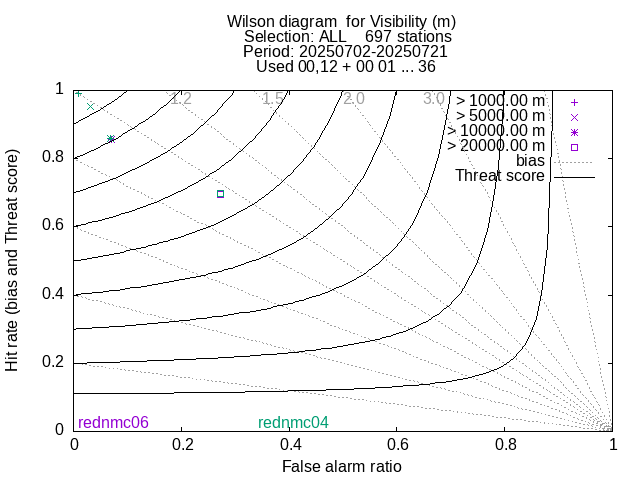 Wilson diagram  for Visibility (m)
Selection: ALL    697 stations
Period: 20250702-20250721
Used 00,12 + 00 01 ... 36
1
0.8
0.6
0.4
0.2
0
0 0.2 0.4 0.6 0.8 1
Hit rate (bias and Threat score)
False alarm ratio
1.2 1.5 2.0 3.0
> 1000.00 m
> 5000.00 m
> 10000.00 m
> 20000.00 m
bias
Threat score
rednmc06 rednmc04